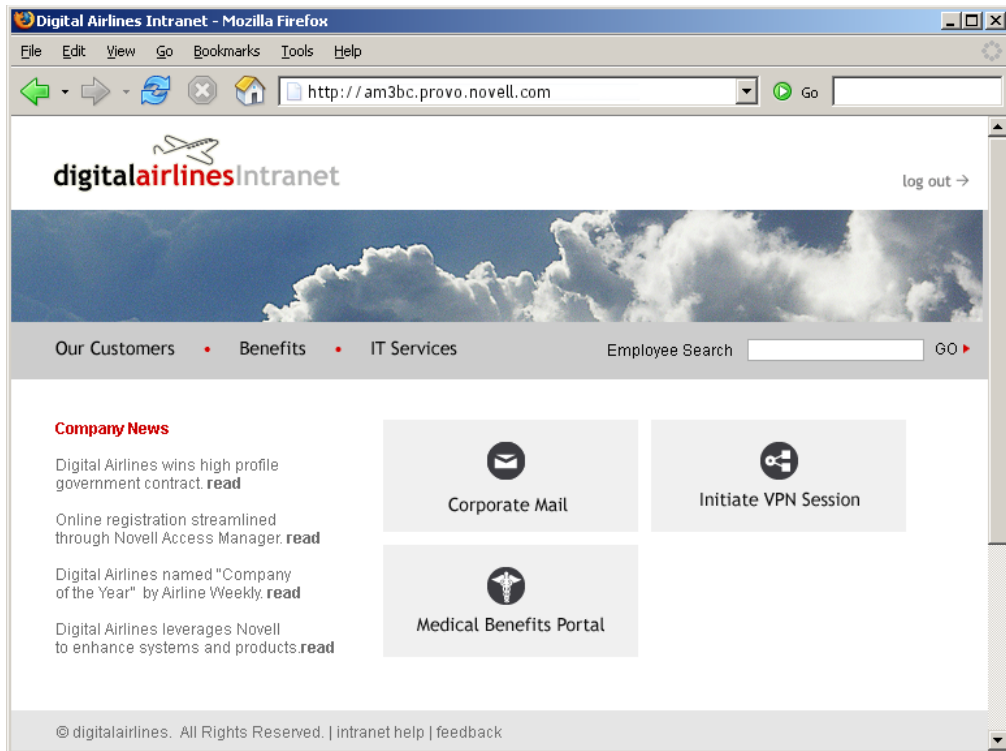 Digital Airlines Intranet - Mozilla Firefox
File Edit View Go Bookmarks Tools Help
http://am3bc.provo.novell.com Go
digitalairlinesIntranet
log out →
Our Customers • Benefits • IT Services Employee Search GO
Company News
Digital Airlines wins high profile
government contract. read
Online registration streamlined
through Novell Access Manager. read
Digital Airlines named "Company
of the Year" by Airline Weekly. read
Digital Airlines leverages Novell
to enhance systems and products.read
Corporate Mail
Initiate VPN Session
Medical Benefits Portal
© digitalairlines. All Rights Reserved. | intranet help | feedback